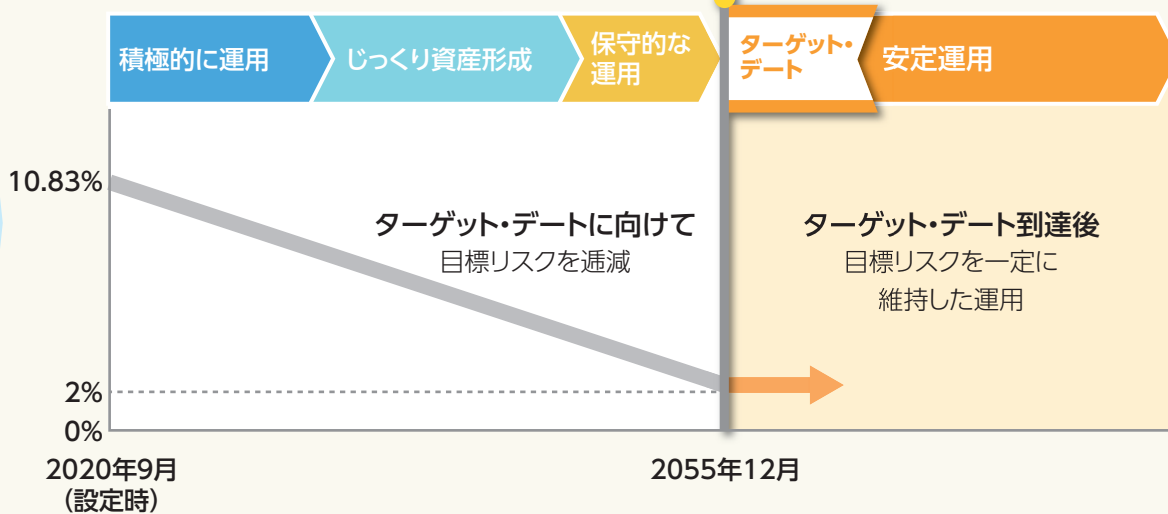 積極的に運用
じっくり資産形成
保守的な
運用
ターゲット・
デート
安定運用
10.83%
ターゲット・デートに向けて
目標リスクを逓減
ターゲット・デート到達後
目標リスクを一定に
維持した運用
2%
0%
2020年9月
(設定時)
2055年12月